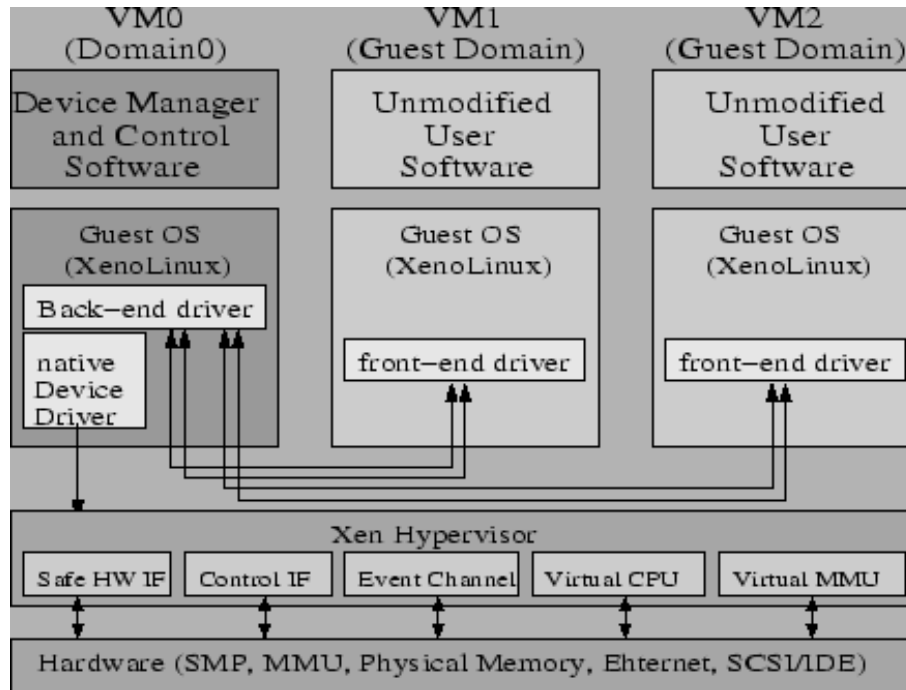 VM0
(Domain0)
VM1
(Guest Domain)
VM2
(Guest Domain)
Device Manager
and Control
Software
Unmodified
User
Software
Unmodified
User
Software
Guest OS
(XenoLinux)
Back-end driver
native
Device
Driver
Guest OS
(XenoLinux)
front-end driver
Guest OS
(XenoLinux)
front-end driver
Xen Hypervisor
Safe HW IF
Control IF
Event Channel
Virtual CPU
Virtual MMU
Hardware (SMP, MMU, Physical Memory, Ehternet, SCSI/IDE)